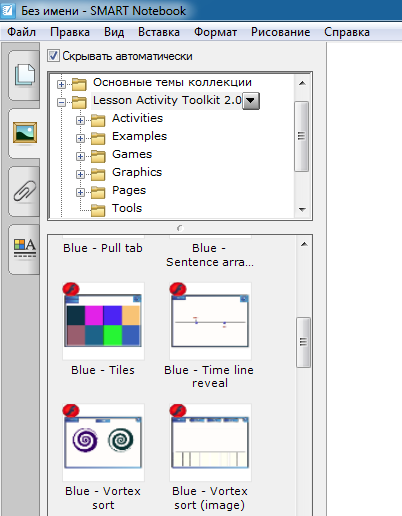 Без имени - SMART Notebook
Файл Правка Вид Вставка Формат Рисование Справка
Скрывать автоматически
Основные темы коллекции
Lesson Activity Toolkit 2.0
Activities
Examples
Games
Graphics
Pages
Tools
Blue - Pull tab
Blue -
Sentence arra...
Blue - Tiles
Blue - Time line
reveal
Blue - Vortex
sort
Blue - Vortex
sort (image)